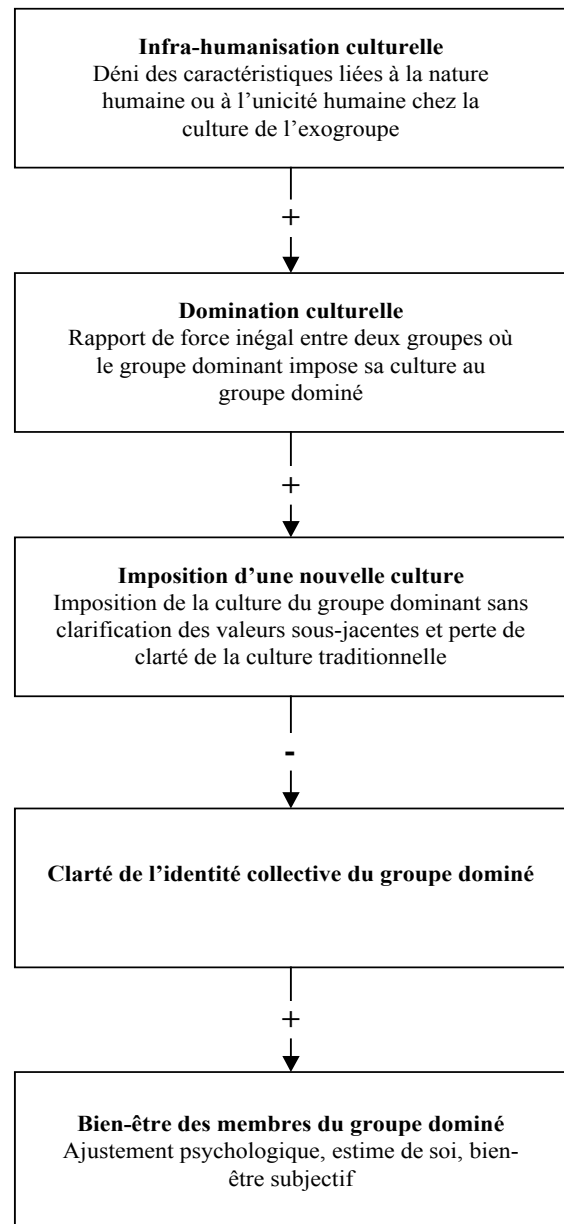 Infra-humanisation culturelle
Déni des caractéristiques liées à la nature
humaine ou à l’unicité humaine chez la
culture de l’exogroupe
+
Domination culturelle
Rapport de force inégal entre deux groupes où
le groupe dominant impose sa culture au
groupe dominé
+
Imposition d’une nouvelle culture
Imposition de la culture du groupe dominant sans
clarification des valeurs sous-jacentes et perte de
clarté de la culture traditionnelle
-
Clarté de l’identité collective du groupe dominé
+
Bien-être des membres du groupe dominé
Ajustement psychologique, estime de soi, bien-
être subjectif